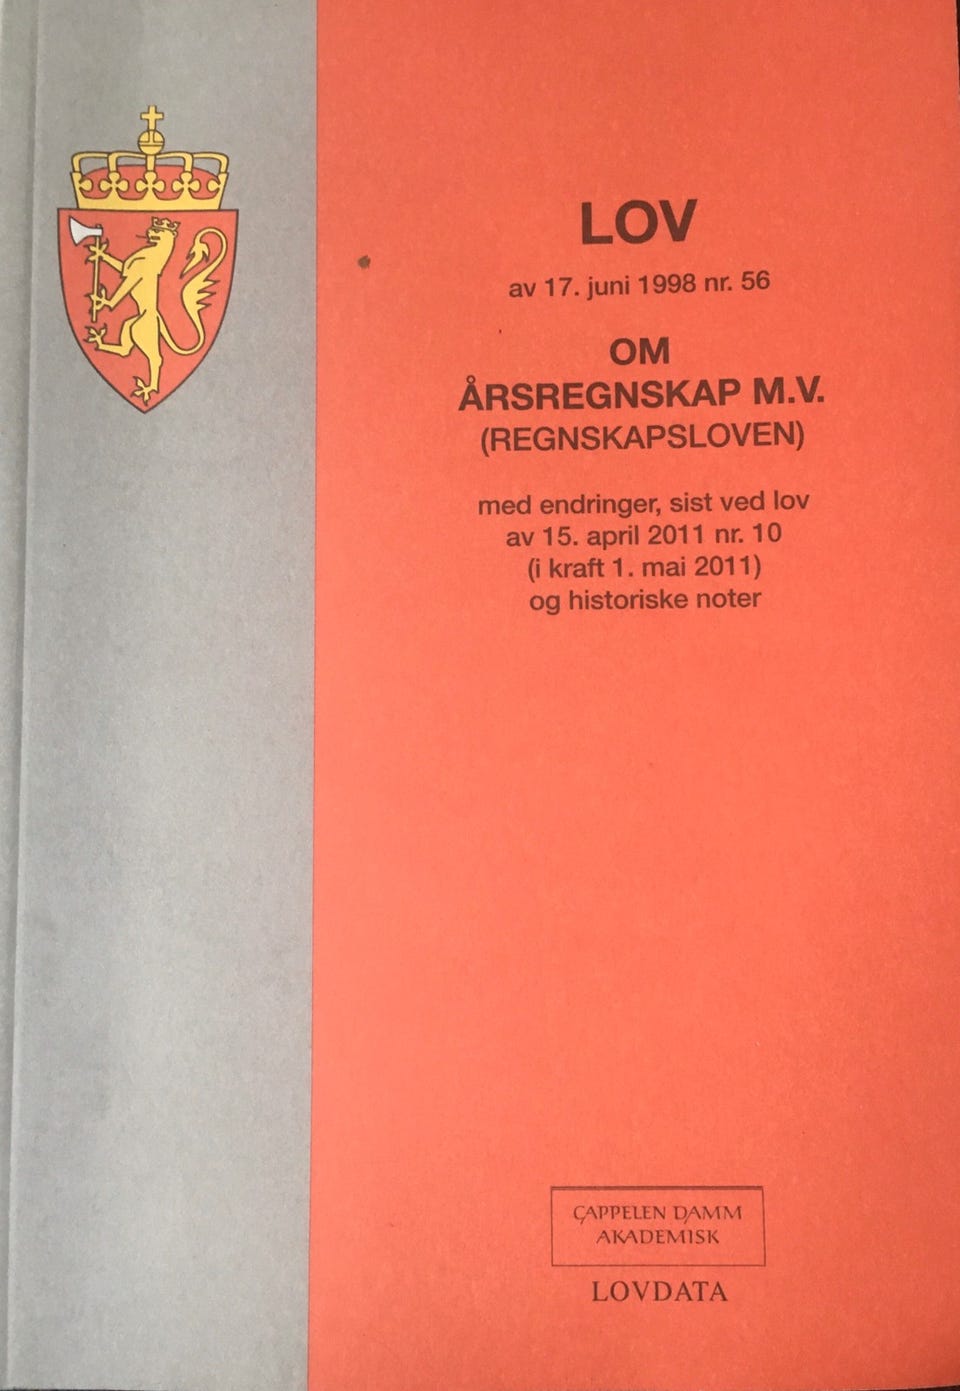 LOV
av 17. juni 1998 nr. 56
OM
ÅRSREGNSKAP M.V.
(REGNSKAPSLOVEN)
med endringer, sist ved lov
av 15. april 2011 nr. 10
(i kraft 1. mai 2011)
og historiske noter
CAPPELEN DAMM
AKADEMISK
LOVDATA